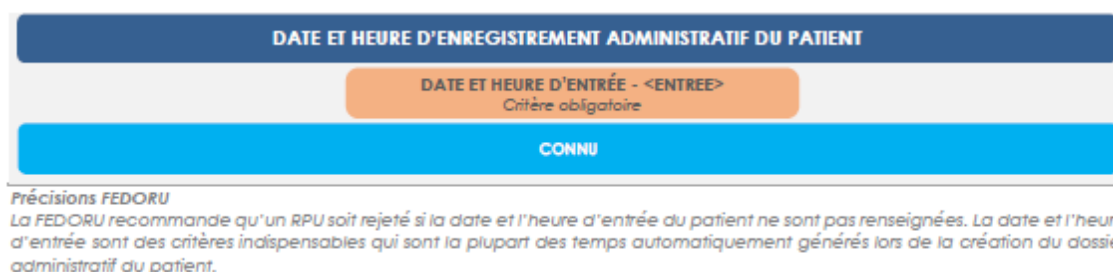 DATE ET HEURE D'ENREGISTREMENT ADMINISTRATIF DU PATIENT
DATE ET HEURE D'ENTRÉE - <ENTREE>
Critère obligatoire
CONNU
Précisions FEDORU
La FEDORU recommande qu'un RPU soit rejeté si la date et l'heure d'entrée du patient ne sont pas renseignées. La date et l'heur
d'entrée sont des critères indispensables qui sont la plupart des temps automatiquement générés lors de la création du dossie
administratif du patient.